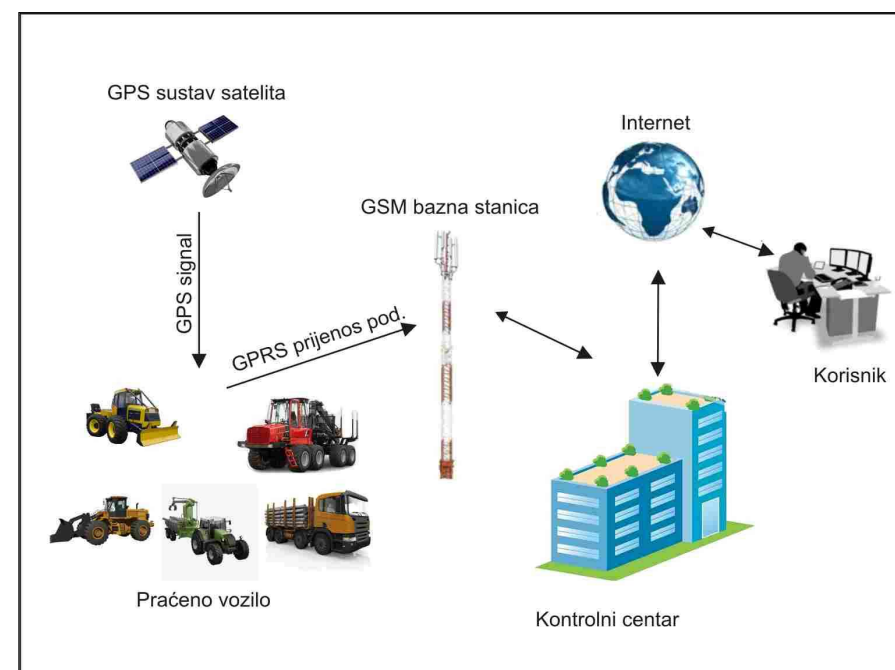 GPS sustav satelita
Internet
GSM bazna stanica
GPS signal
GPRS prijenos pod.
Korisnik
Praćeno vozilo
Kontrolni centar